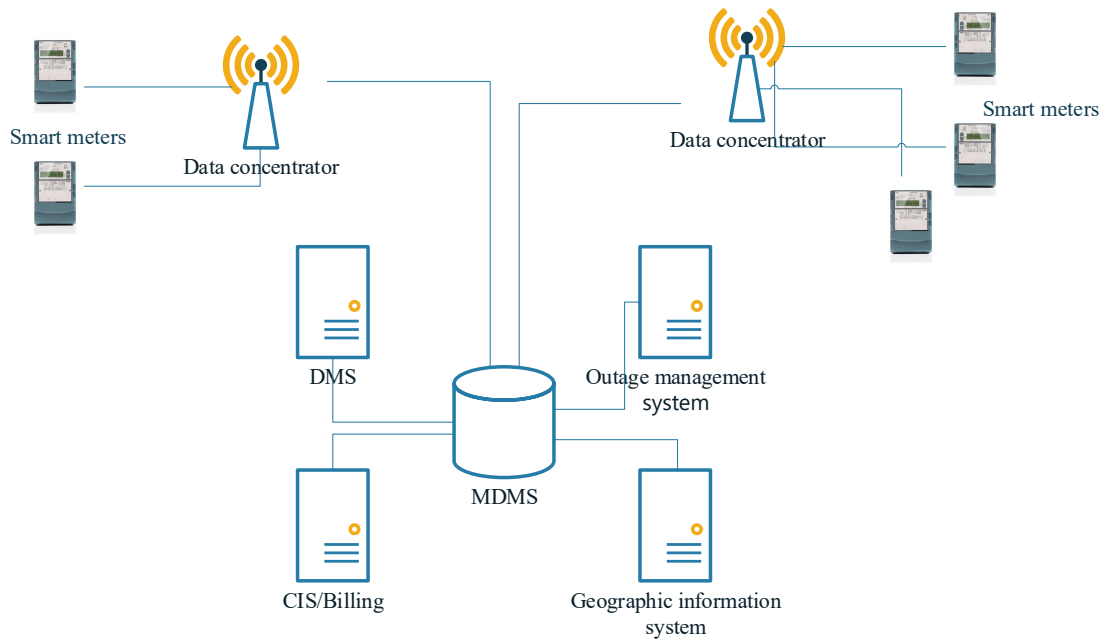 Smart meters
Data concentrator
Data concentrator
Smart meters
DMS
Outage management
system
MDMS
CIS/Billing
Geographic information
system